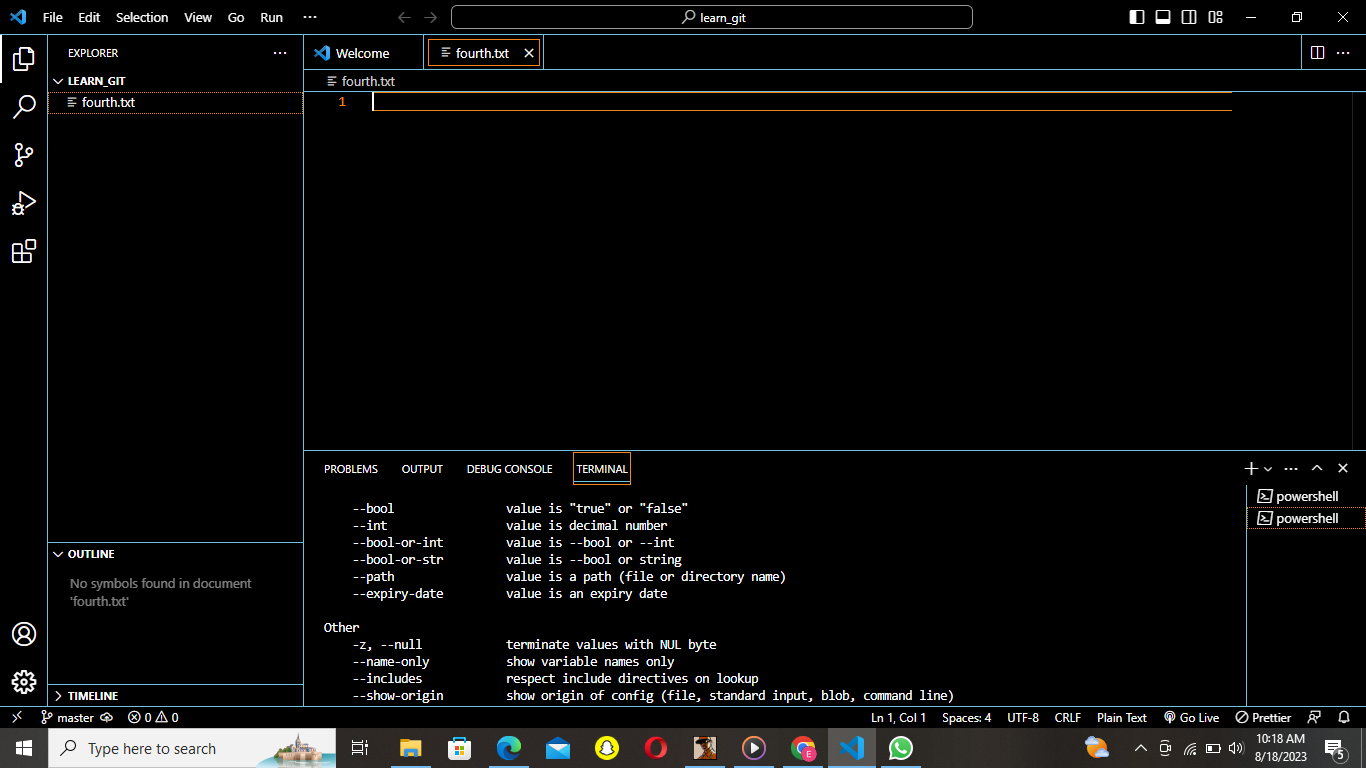 File Edit Selection View Go Run ...
learn_git
EXPLORER
LEARN_GIT
fourth.txt
Welcome
fourth.txt
fourth.txt
1
PROBLEMS OUTPUT DEBUG CONSOLE TERMINAL
powershell
powershell
--bool value is "true" or "false"
--int value is decimal number
--bool-or-int value is --bool or --int
--bool-or-str value is --bool or string
--path value is a path (file or directory name)
--expiry-date value is an expiry date
Other
-z, --null terminate values with NUL byte
--name-only show variable names only
--includes respect include directives on lookup
--show-origin show origin of config (file, standard input, blob, command line)
OUTLINE
No symbols found in document
'fourth.txt'
TIMELINE
master 0 0 Ln 1, Col 1 Spaces: 4 UTF-8 CRLF Plain Text Go Live Prettier
Type here to search
E
10:18 AM
8/18/2023
5